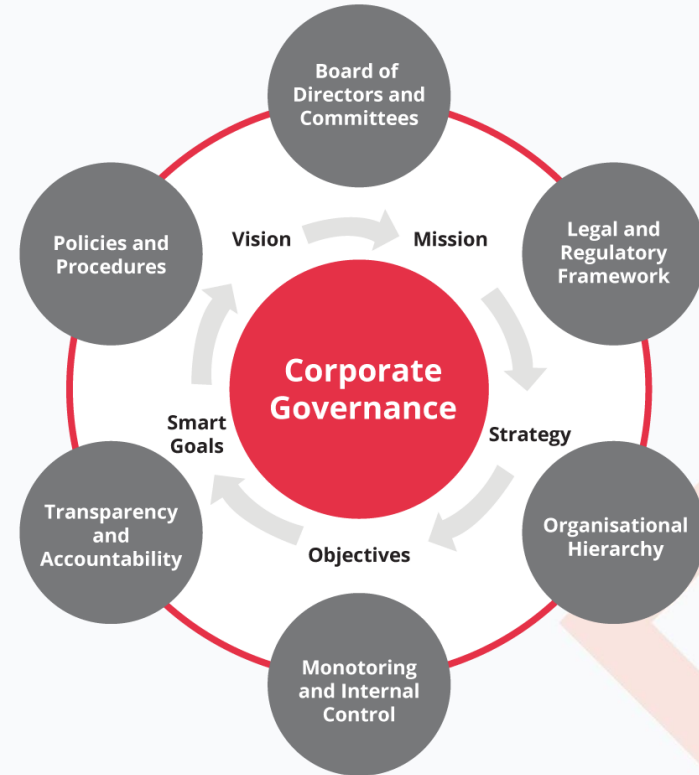 Board of
Directors and
Committees
Policies and
Procedures
Legal and
Regulatory
Framework
Vision
Mission
Corporate
Governance
Smart
Goals
Strategy
Transparency
and
Accountability
Organisational
Hierarchy
Objectives
Monotoring
and Internal
Control